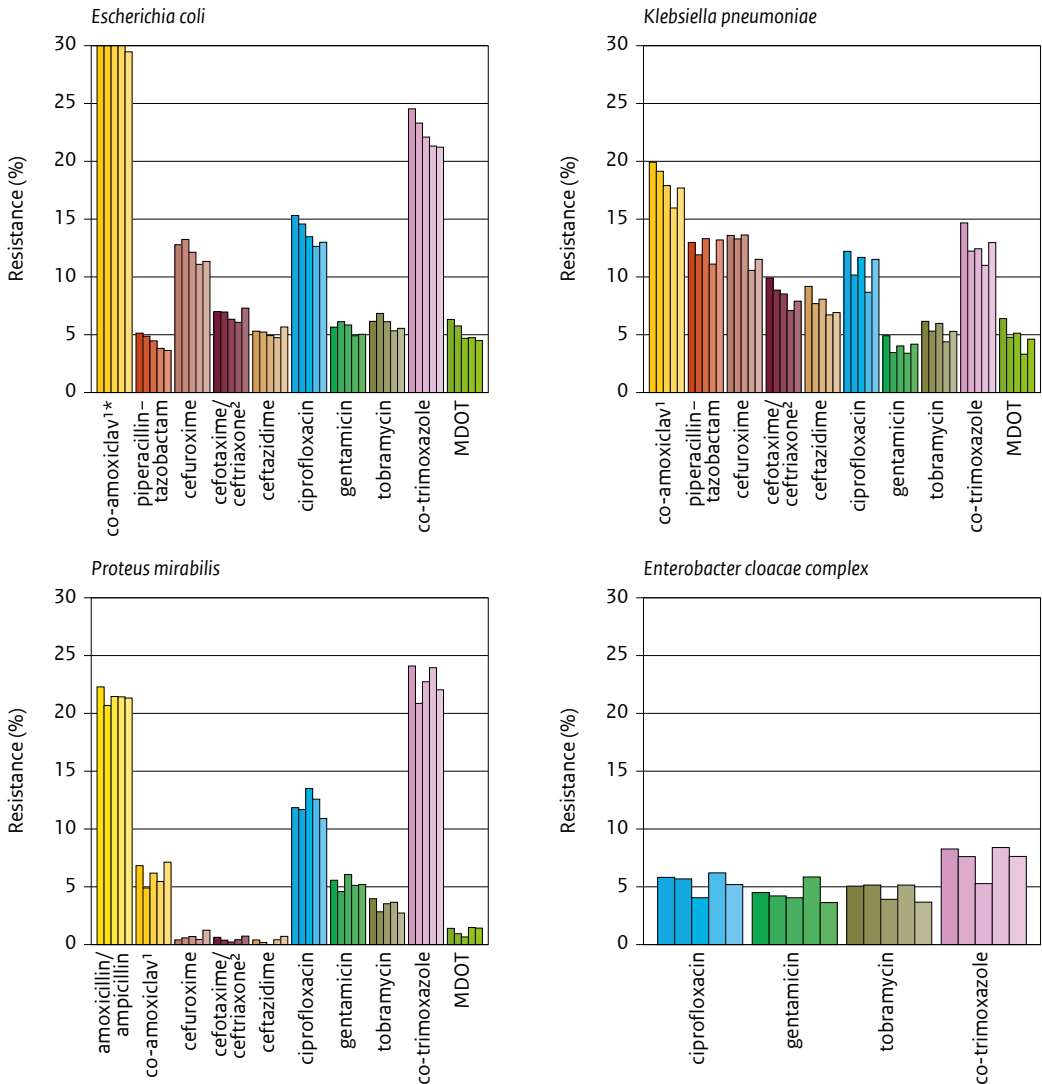 Escherichia coli
Resistance (%)
30
25
20
15
10
5
0
co-amoxiclav¹*
piperacillin–
tazobactam
cefuroxime
cefotaxime/
ceftriaxone²
ceftazidime
ciprofloxacin
gentamicin
tobramycin
co-trimoxazole
MDOT
Klebsiella pneumoniae
Resistance (%)
30
25
20
15
10
5
0
co-amoxiclav¹
piperacillin–
tazobactam
cefuroxime
cefotaxime/
ceftriaxone²
ceftazidime
ciprofloxacin
gentamicin
tobramycin
co-trimoxazole
MDOT
Proteus mirabilis
Resistance (%)
30
25
20
15
10
5
0
amoxicillin/
ampicillin
co-amoxiclav¹
cefuroxime
cefotaxime/
ceftriaxone²
ceftazidime
ciprofloxacin
gentamicin
tobramycin
co-trimoxazole
MDOT
Enterobacter cloacae complex
Resistance (%)
30
25
20
15
10
5
0
ciprofloxacin
gentamicin
tobramycin
co-trimoxazole